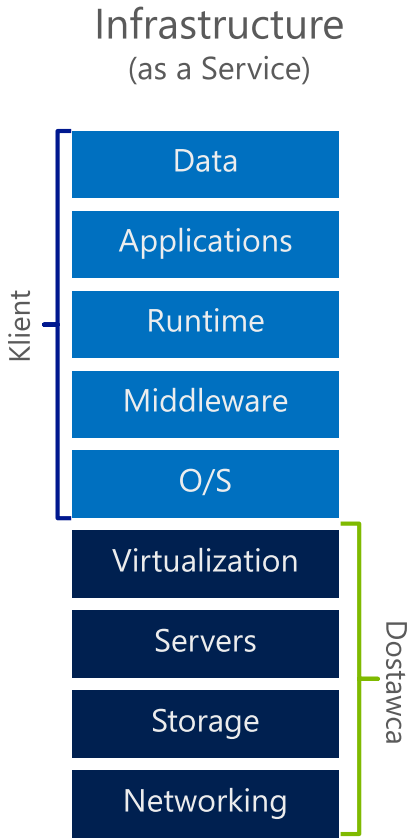 Infrastructure
(as a Service)
Klient
Data
Applications
Runtime
Middleware
O/S
Virtualization
Servers
Storage
Networking
Dostawca